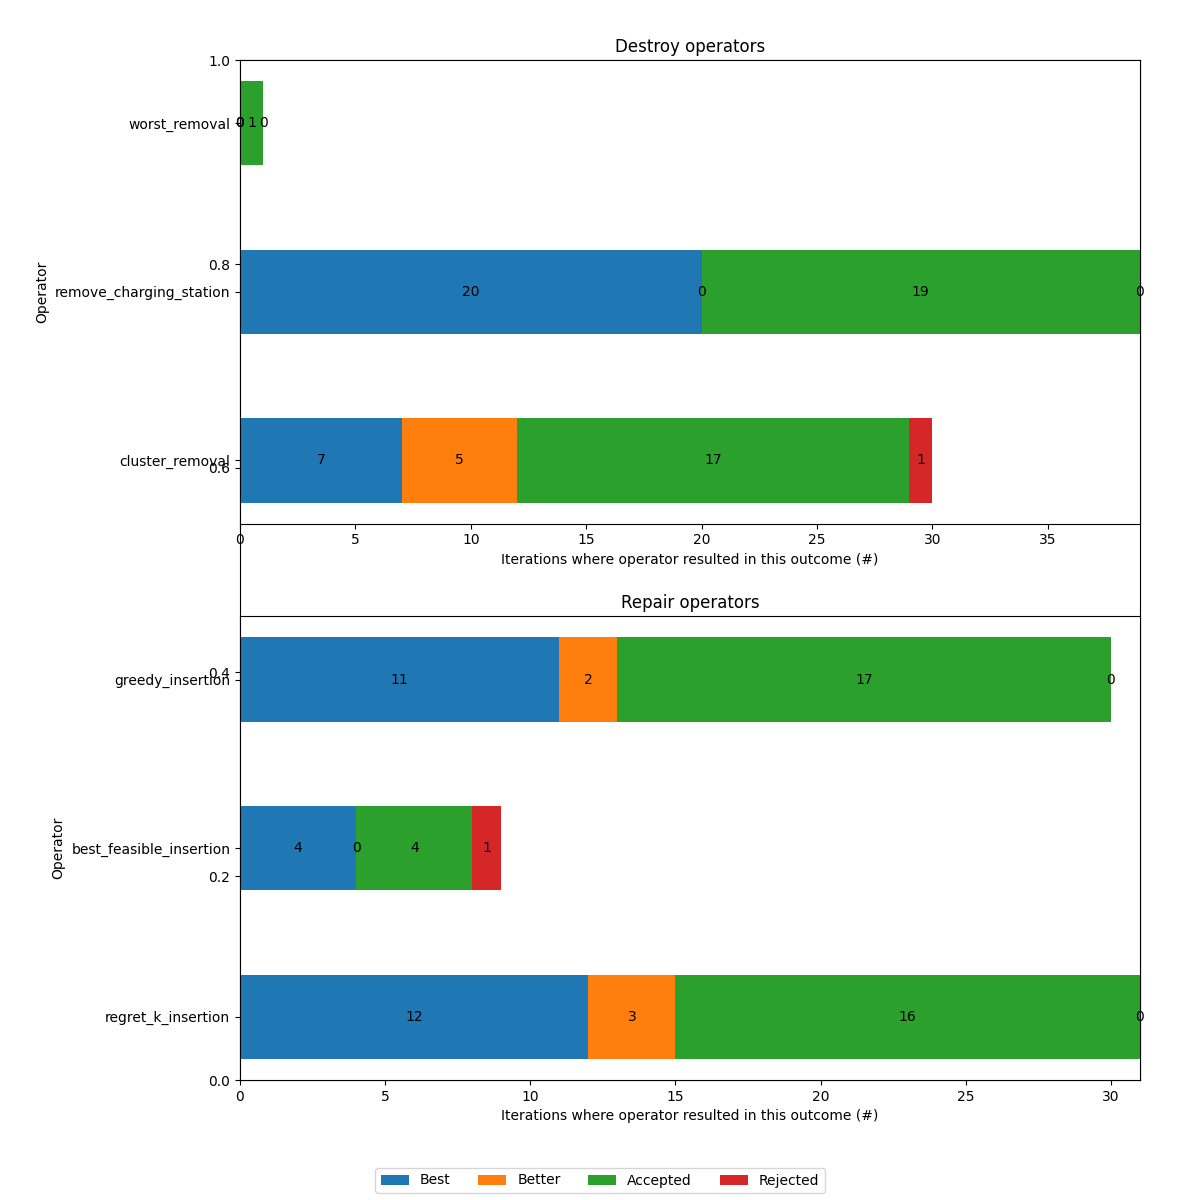 Destroy operators
1.0
worst_removal
0 0 1 0
0.8
remove_charging_station
20 0 19 0
Operator
cluster_removal
0.6
7 5 17 1
0 5 10 15 20 25 30 35
Iterations where operator resulted in this outcome (#)
Repair operators
0.4
greedy_insertion
11 2 17 0
best_feasible_insertion
4 0 4 1
Operator
0.2
regret_k_insertion
12 3 16 0
0.0
0 5 10 15 20 25 30
Iterations where operator resulted in this outcome (#)
Best Better Accepted Rejected